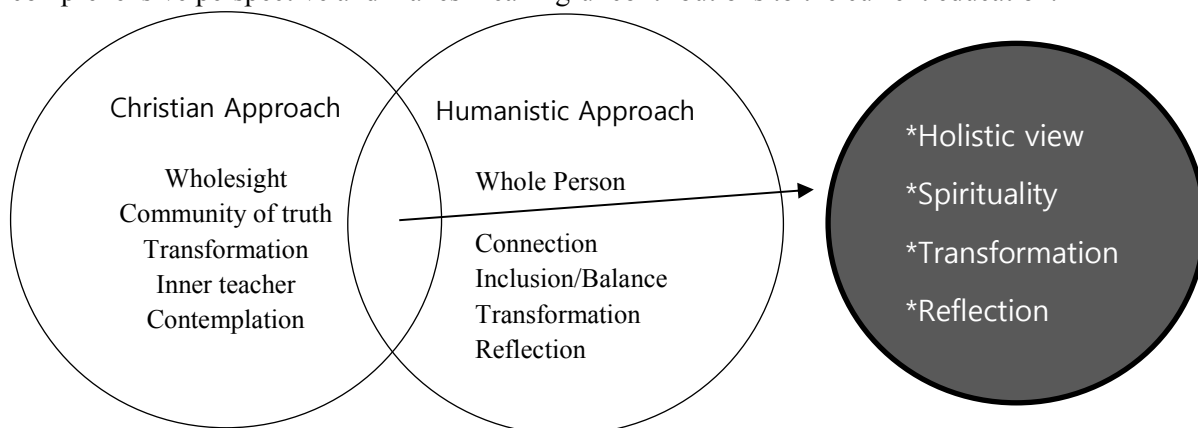 Christian Approach
Wholesight
Community of truth
Transformation
Inner teacher
Contemplation
Humanistic Approach
Whole Person
Connection
Inclusion/Balance
Transformation
Reflection
*Holistic view
*Spirituality
*Transformation
*Reflection